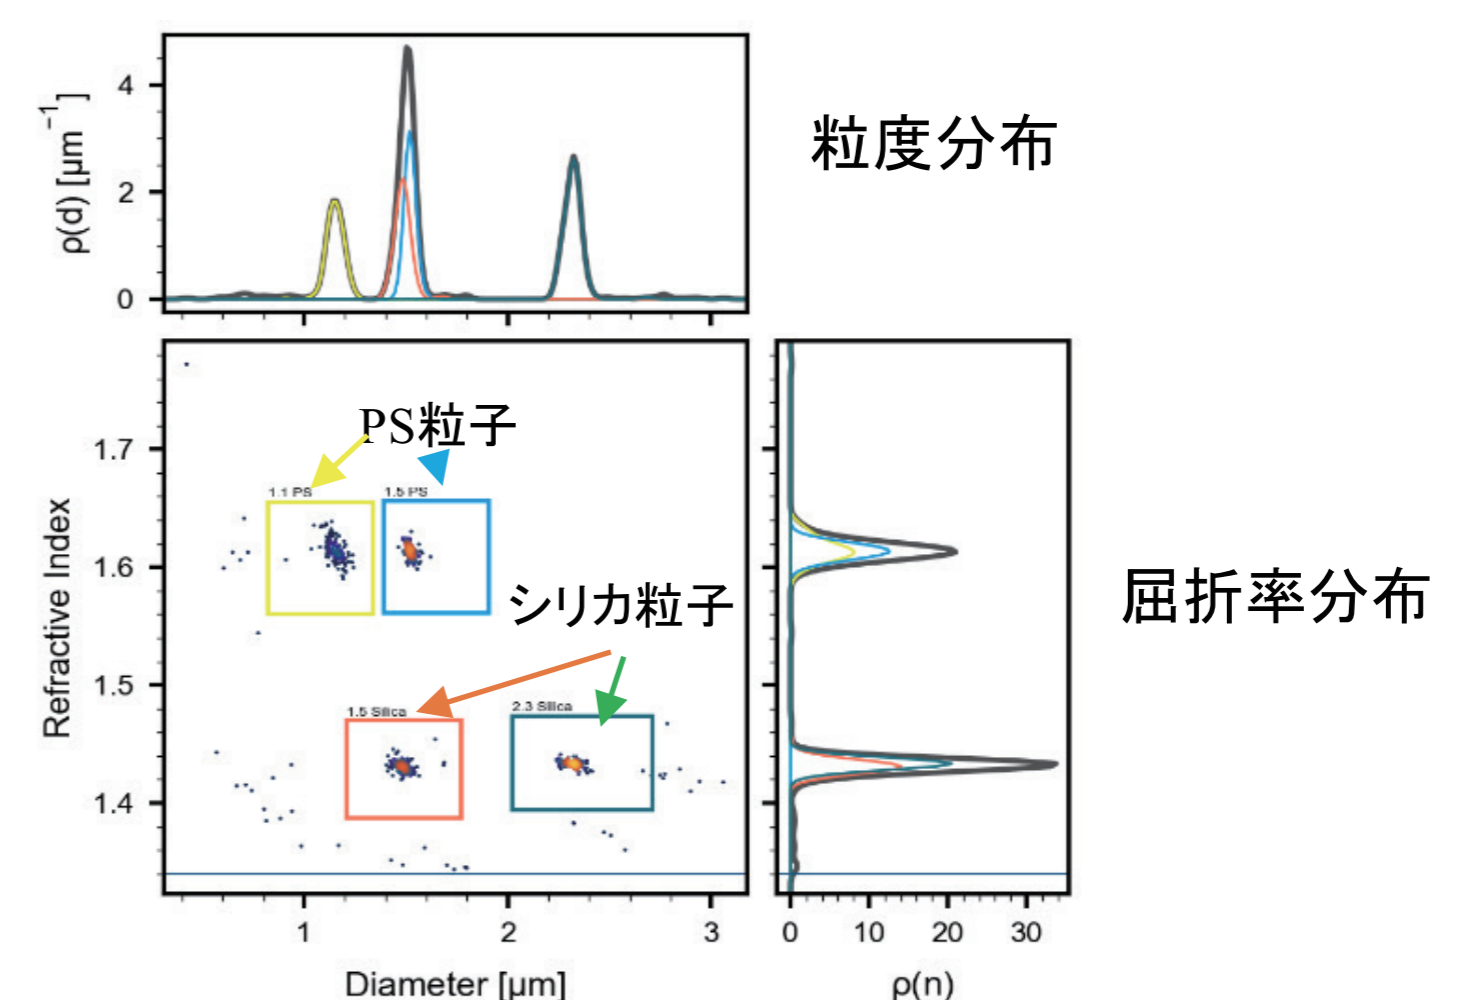 4
2
0
ρ(d) [μm⁻¹]
粒度分布
PS粒子
1.1 PS
1.5 PS
シリカ粒子
1.5 Silica
2.3 Silica
1.7
1.6
1.5
1.4
Refractive Index
屈折率分布
1 2 3
0 10 20 30
Diameter [μm]
ρ(n)